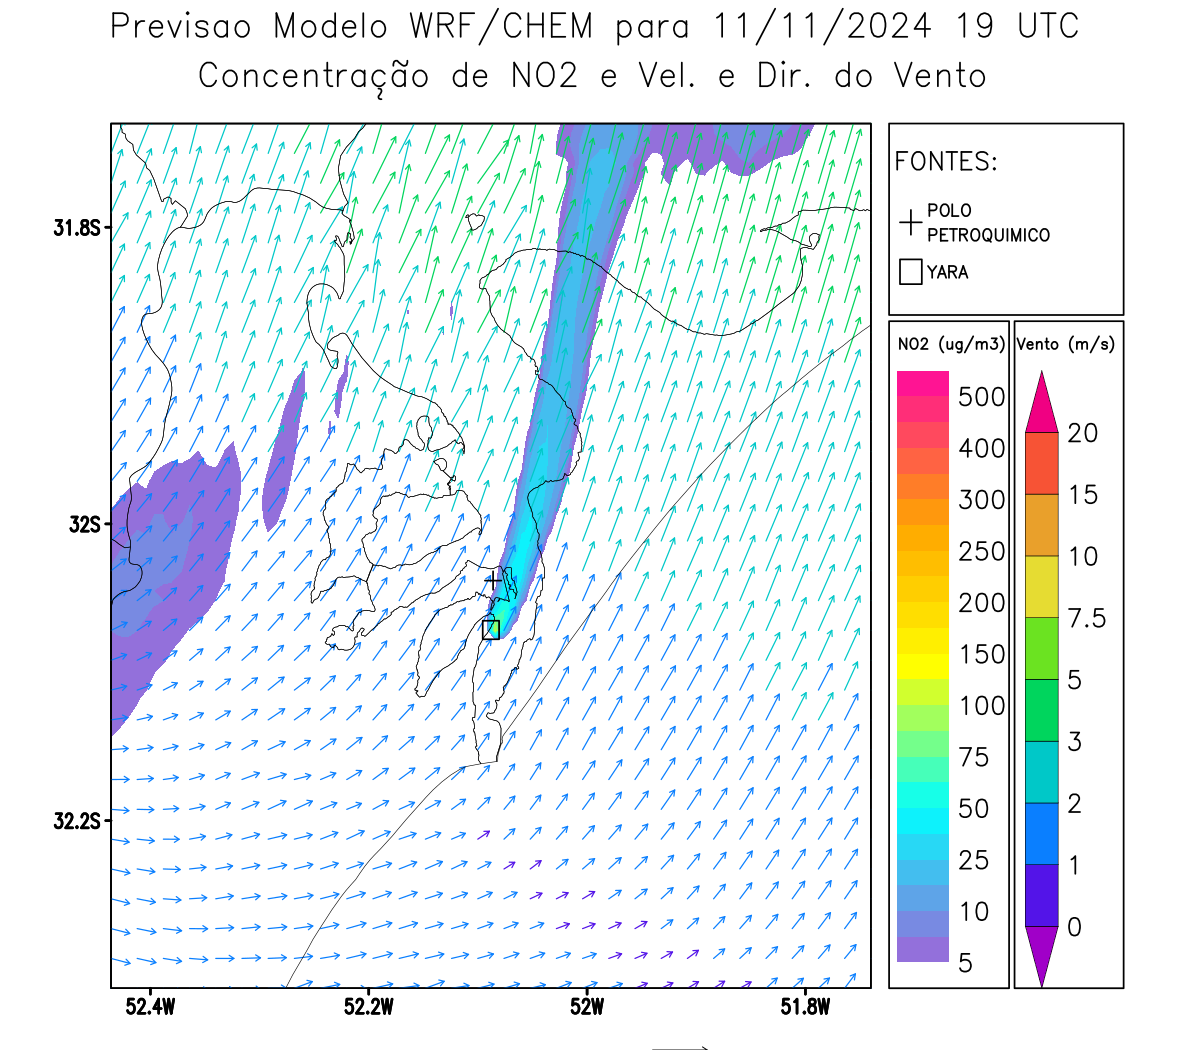 Previsao Modelo WRF/CHEM para 11/11/2024 19 UTC
Concentração de NO2 e Vel. e Dir. do Vento
FONTES:
POLO
PETROQUIMICO
YARA
NO2 (ug/m3)
500
400
300
250
200
150
100
75
50
25
10
5
Vento (m/s)
20
15
10
7.5
5
3
2
1
0
31.8S
32S
32.2S
52.4W
52.2W
52W
51.8W